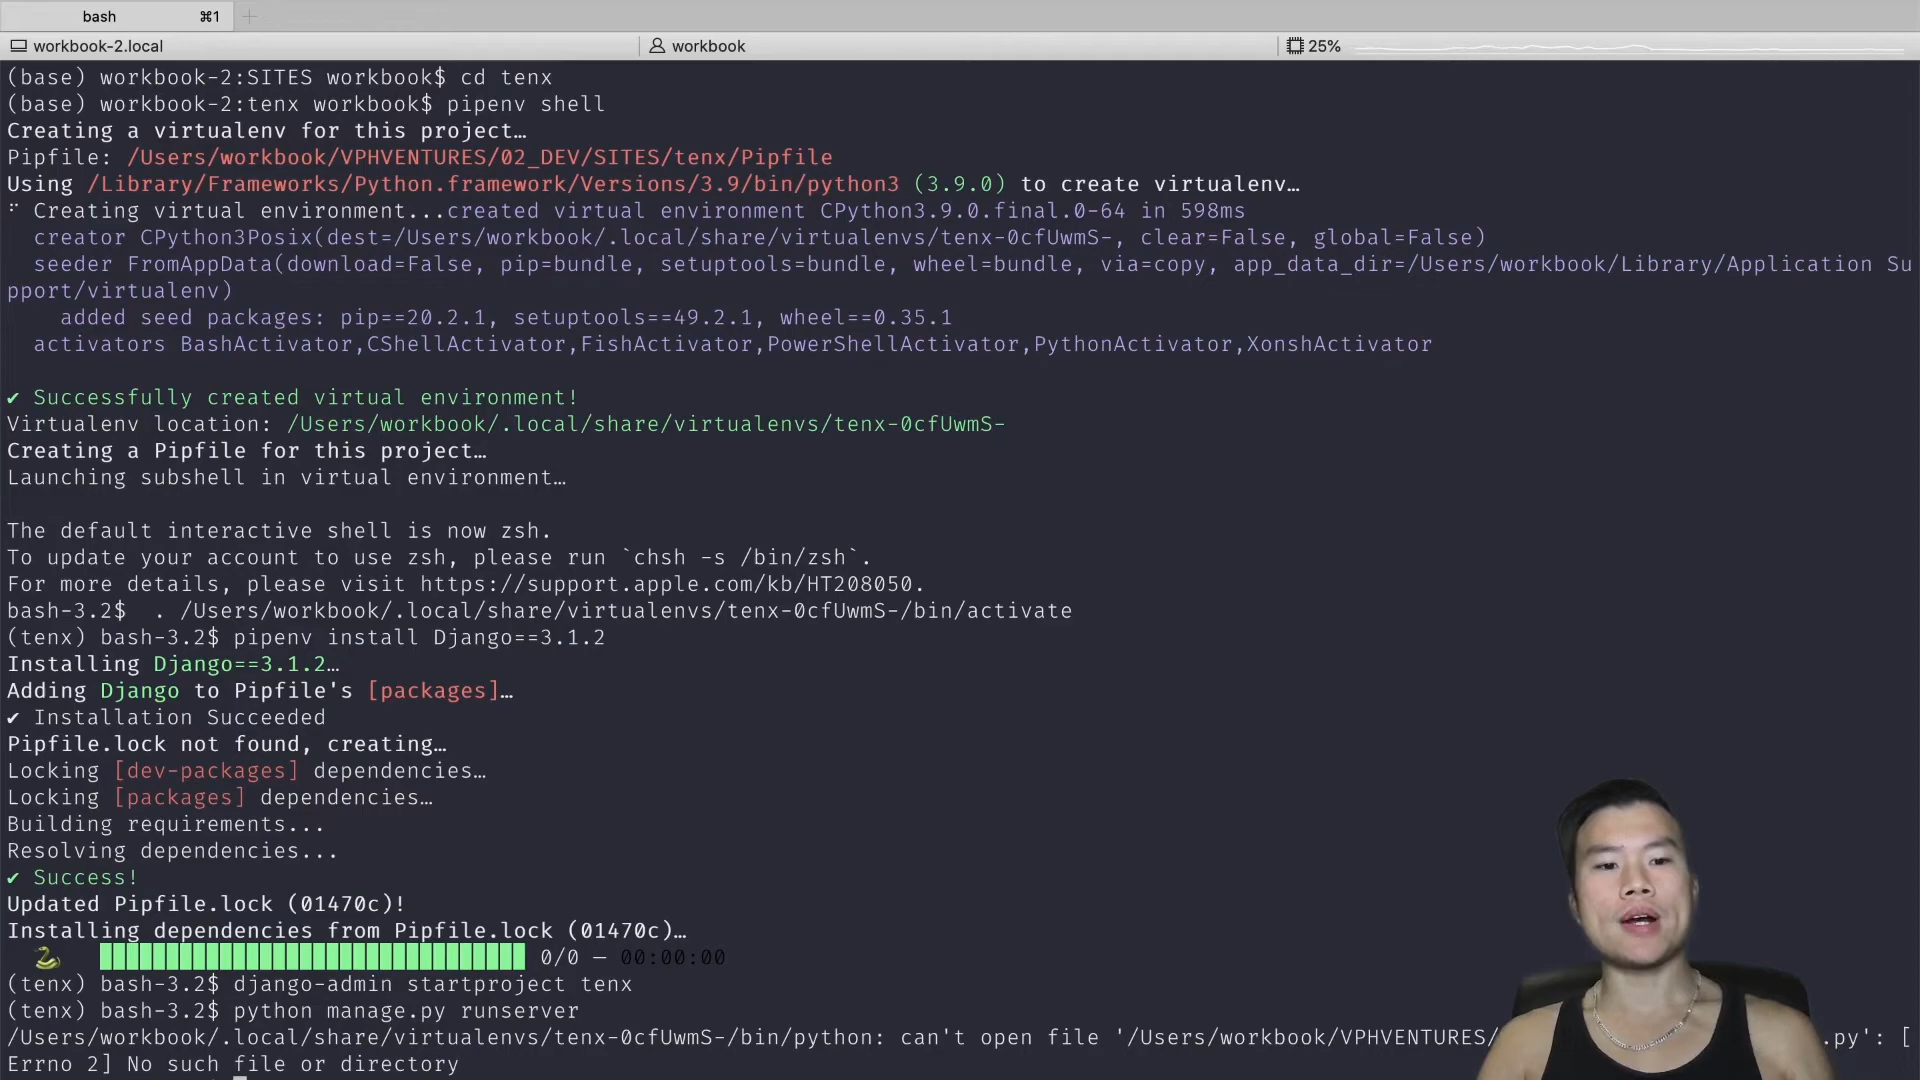 bash ⌘1
workbook-2.local workbook 25%
(base) workbook-2:SITES workbook$ cd tenx
(base) workbook-2:tenx workbook$ pipenv shell
Creating a virtualenv for this project…
Pipfile: /Users/workbook/VPHVENTURES/02_DEV/SITES/tenx/Pipfile
Using /Library/Frameworks/Python.framework/Versions/3.9/bin/python3 (3.9.0) to create virtualenv…
⠋ Creating virtual environment...created virtual environment CPython3.9.0.final.0-64 in 598ms
creator CPython3Posix(dest=/Users/workbook/.local/share/virtualenvs/tenx-0cfUwmS-, clear=False, global=False)
seeder FromAppData(download=False, pip=bundle, setuptools=bundle, wheel=bundle, via=copy, app_data_dir=/Users/workbook/Library/Application Su
pport/virtualenv)
added seed packages: pip==20.2.1, setuptools==49.2.1, wheel==0.35.1
activators BashActivator,CShellActivator,FishActivator,PowerShellActivator,PythonActivator,XonshActivator
✔ Successfully created virtual environment!
Virtualenv location: /Users/workbook/.local/share/virtualenvs/tenx-0cfUwmS-
Creating a Pipfile for this project…
Launching subshell in virtual environment…
The default interactive shell is now zsh.
To update your account to use zsh, please run `chsh -s /bin/zsh`.
For more details, please visit https://support.apple.com/kb/HT208050.
bash-3.2$  . /Users/workbook/.local/share/virtualenvs/tenx-0cfUwmS-/bin/activate
(tenx) bash-3.2$ pipenv install Django==3.1.2
Installing Django==3.1.2…
Adding Django to Pipfile's [packages]…
✔ Installation Succeeded
Pipfile.lock not found, creating…
Locking [dev-packages] dependencies…
Locking [packages] dependencies…
Building requirements...
Resolving dependencies...
✔ Success!
Updated Pipfile.lock (01470c)!
Installing dependencies from Pipfile.lock (01470c)…
🐍 0/0 — 00:00:00
(tenx) bash-3.2$ django-admin startproject tenx
(tenx) bash-3.2$ python manage.py runserver
/Users/workbook/.local/share/virtualenvs/tenx-0cfUwmS-/bin/python: can't open file '/Users/workbook/VPHVENTURES/ .py': [
Errno 2] No such file or directory